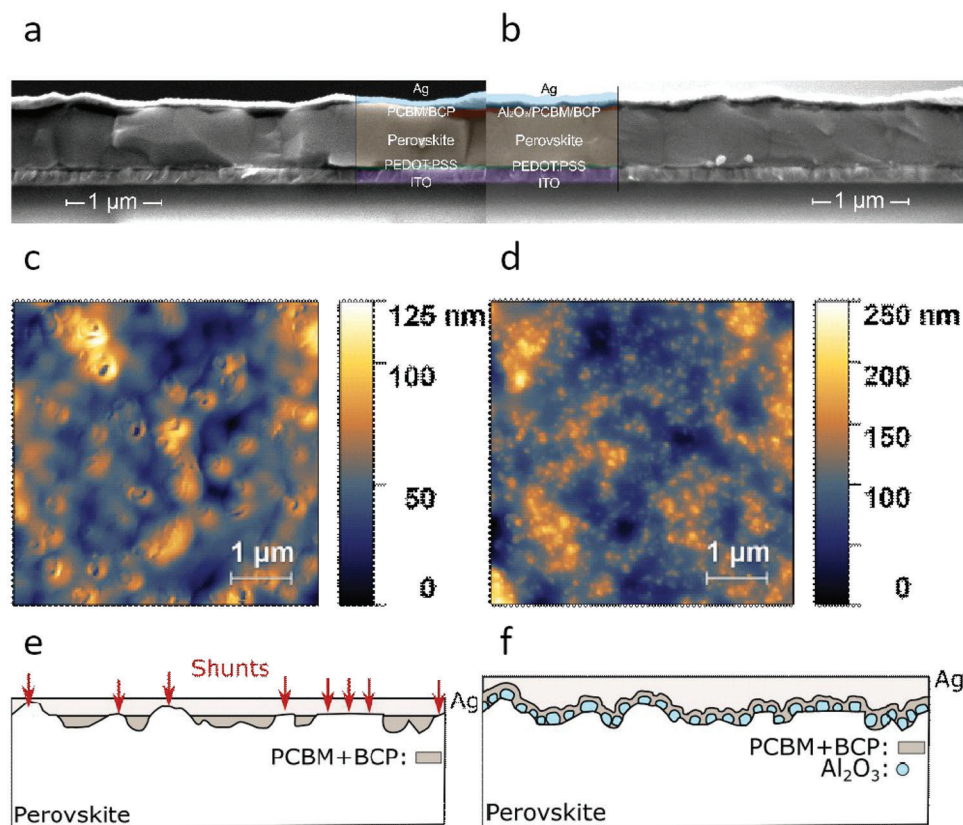 a
b
Ag
Ag
PCBM/BCP
Al₂O₃/PCBM/BCP
Perovskite
Perovskite
PEDOT:PSS
PEDOT:PSS
ITO
ITO
1 µm
1 µm
c
d
125 nm
100
50
0
1 µm
250 nm
200
150
100
0
1 µm
e
f
Shunts
Ag
PCBM+BCP:
Perovskite
Ag
PCBM+BCP:
Al₂O₃:
Perovskite